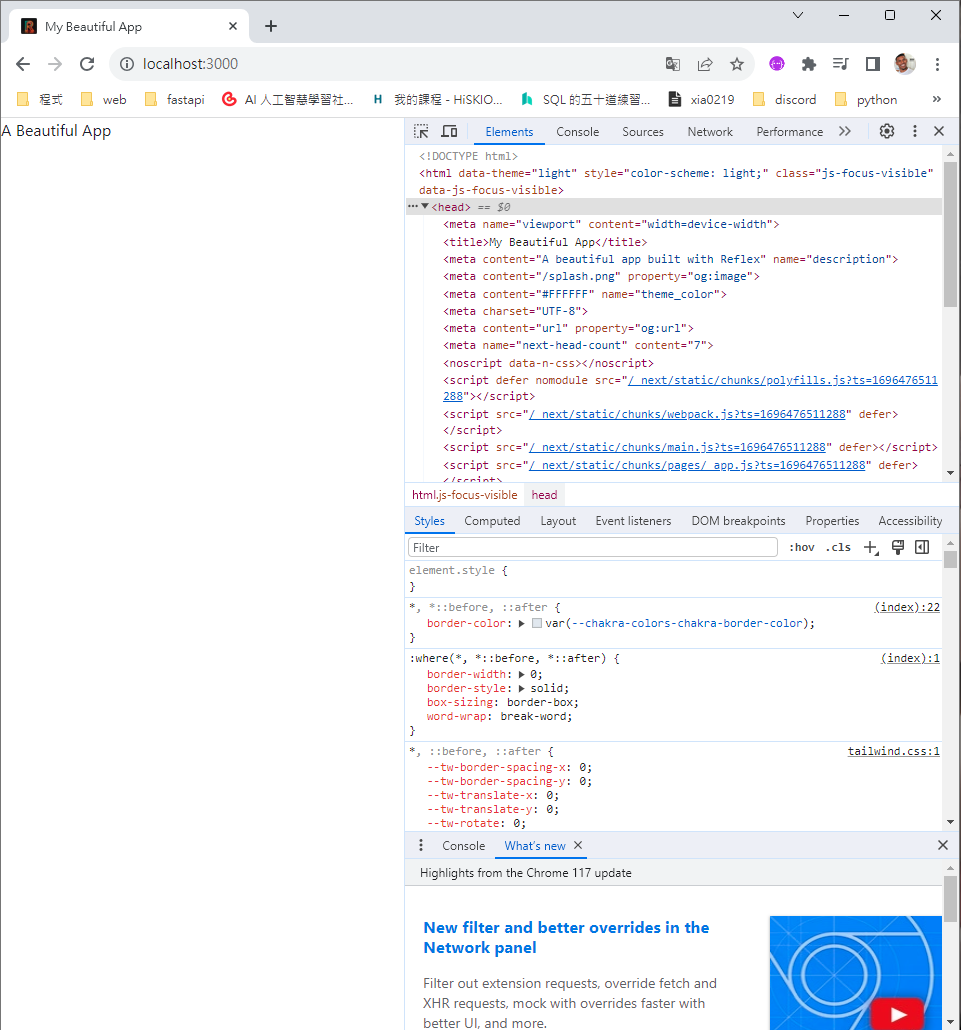 My Beautiful App
localhost:3000
程式 web fastapi AI 人工智慧學習社... 我的課程 - HiSKIO... SQL 的五十道練習... xia0219 discord python »
A Beautiful App
Elements Console Sources Network Performance
<!DOCTYPE html>
<html data-theme="light" style="color-scheme: light;" class="js-focus-visible"
data-js-focus-visible>
<head> == $0
<meta name="viewport" content="width=device-width">
<title>My Beautiful App</title>
<meta content="A beautiful app built with Reflex" name="description">
<meta content="/splash.png" property="og:image">
<meta content="#FFFFFF" name="theme_color">
<meta charset="UTF-8">
<meta content="url" property="og:url">
<meta name="next-head-count" content="7">
<noscript data-n-css></noscript>
<script defer nomodule src="/_next/static/chunks/polyfills.js?ts=1696476511
288"></script>
<script src="/_next/static/chunks/webpack.js?ts=1696476511288" defer>
</script>
<script src="/_next/static/chunks/main.js?ts=1696476511288" defer></script>
<script src="/_next/static/chunks/pages/_app.js?ts=1696476511288" defer>
</script>
html.js-focus-visible head
Styles Computed Layout Event listeners DOM breakpoints Properties Accessibility
Filter :hov .cls
element.style {
}
*, *::before, ::after { (index):22
border-color: var(--chakra-colors-chakra-border-color);
}
:where(*, *::before, *::after) { (index):1
border-width: 0;
border-style: solid;
box-sizing: border-box;
word-wrap: break-word;
}
*, ::before, ::after { tailwind.css:1
--tw-border-spacing-x: 0;
--tw-border-spacing-y: 0;
--tw-translate-x: 0;
--tw-translate-y: 0;
--tw-rotate: 0;
Console What's new
Highlights from the Chrome 117 update
New filter and better overrides in the
Network panel
Filter out extension requests, override fetch and
XHR requests, mock with overrides faster with
better UI, and more.